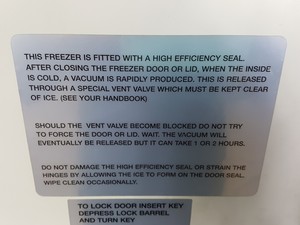 THIS FREEZER IS FITTED WITH A HIGH EFFICIENCY SEAL.
AFTER CLOSING THE FREEZER DOOR OR LID, WHEN THE INSIDE
IS COLD, A VACUUM IS RAPIDLY PRODUCED. THIS IS RELEASED
THROUGH A SPECIAL VENT VALVE WHICH MUST BE KEPT CLEAR
OF ICE. (SEE YOUR HANDBOOK)
SHOULD THE VENT VALVE BECOME BLOCKED DO NOT TRY
TO FORCE THE DOOR OR LID. WAIT. THE VACUUM WILL
EVENTUALLY BE RELEASED BUT IT CAN TAKE 1 OR 2 HOURS.
DO NOT DAMAGE THE HIGH EFFICIENCY SEAL OR STRAIN THE
HINGES BY ALLOWING THE ICE TO FORM ON THE DOOR SEAL.
WIPE CLEAN OCCASIONALLY.
TO LOCK DOOR INSERT KEY
DEPRESS LOCK BARREL
AND TURN KEY